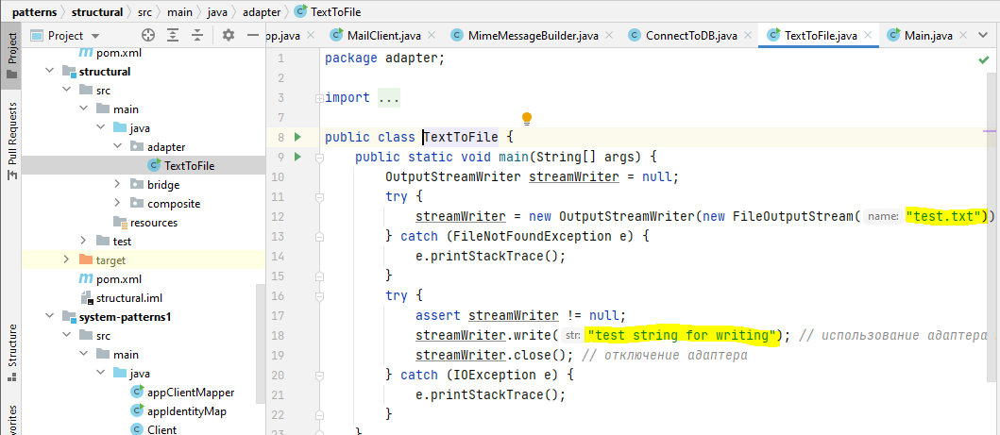 patterns › structural › src › main › java › adapter › TextToFile
Project
pp.java × MailClient.java × MimeMessageBuilder.java × ConnectToDB.java × TextToFile.java × Main.java ×
Project
Pull Requests
Structure
vorites
pom.xml
structural
src
main
java
adapter
TextToFile
bridge
composite
resources
test
target
pom.xml
structural.iml
system-patterns1
src
main
java
appClientMapper
appIdentityMap
Client
1 package adapter;
2
3 import ...
7
8 public class TextToFile {
9 public static void main(String[] args) {
10 OutputStreamWriter streamWriter = null;
11 try {
12 streamWriter = new OutputStreamWriter(new FileOutputStream( name: "test.txt"))
13 } catch (FileNotFoundException e) {
14 e.printStackTrace();
15 }
16 try {
17 assert streamWriter != null;
18 streamWriter.write( str: "test string for writing"); // использование адаптера
19 streamWriter.close(); // отключение адаптера
20 } catch (IOException e) {
21 e.printStackTrace();
22 }
23 }